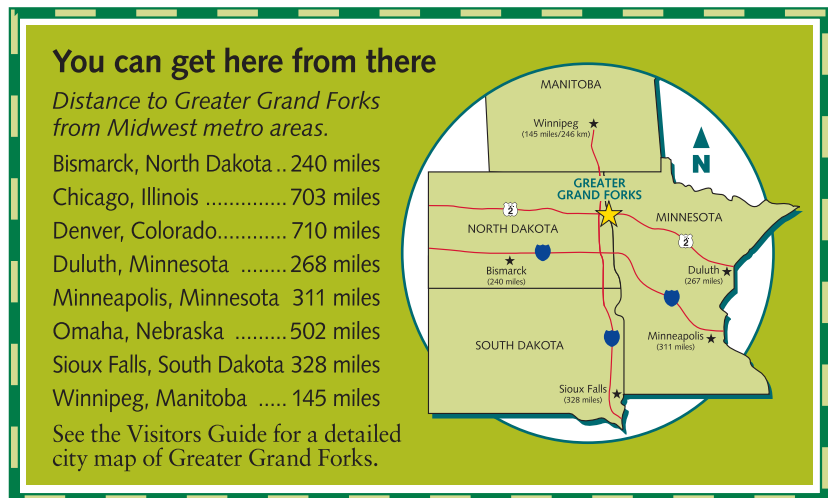 You can get here from there
Distance to Greater Grand Forks
from Midwest metro areas.
Bismarck, North Dakota .. 240 miles
Chicago, Illinois .............. 703 miles
Denver, Colorado............ 710 miles
Duluth, Minnesota ........ 268 miles
Minneapolis, Minnesota 311 miles
Omaha, Nebraska ......... 502 miles
Sioux Falls, South Dakota 328 miles
Winnipeg, Manitoba ..... 145 miles
See the Visitors Guide for a detailed
city map of Greater Grand Forks.
MANITOBA
Winnipeg
(145 miles/246 km)
N
GREATER
GRAND FORKS
2
MINNESOTA
NORTH DAKOTA
2
Bismarck
(240 miles)
Duluth
(267 miles)
Minneapolis
(311 miles)
SOUTH DAKOTA
Sioux Falls
(328 miles)